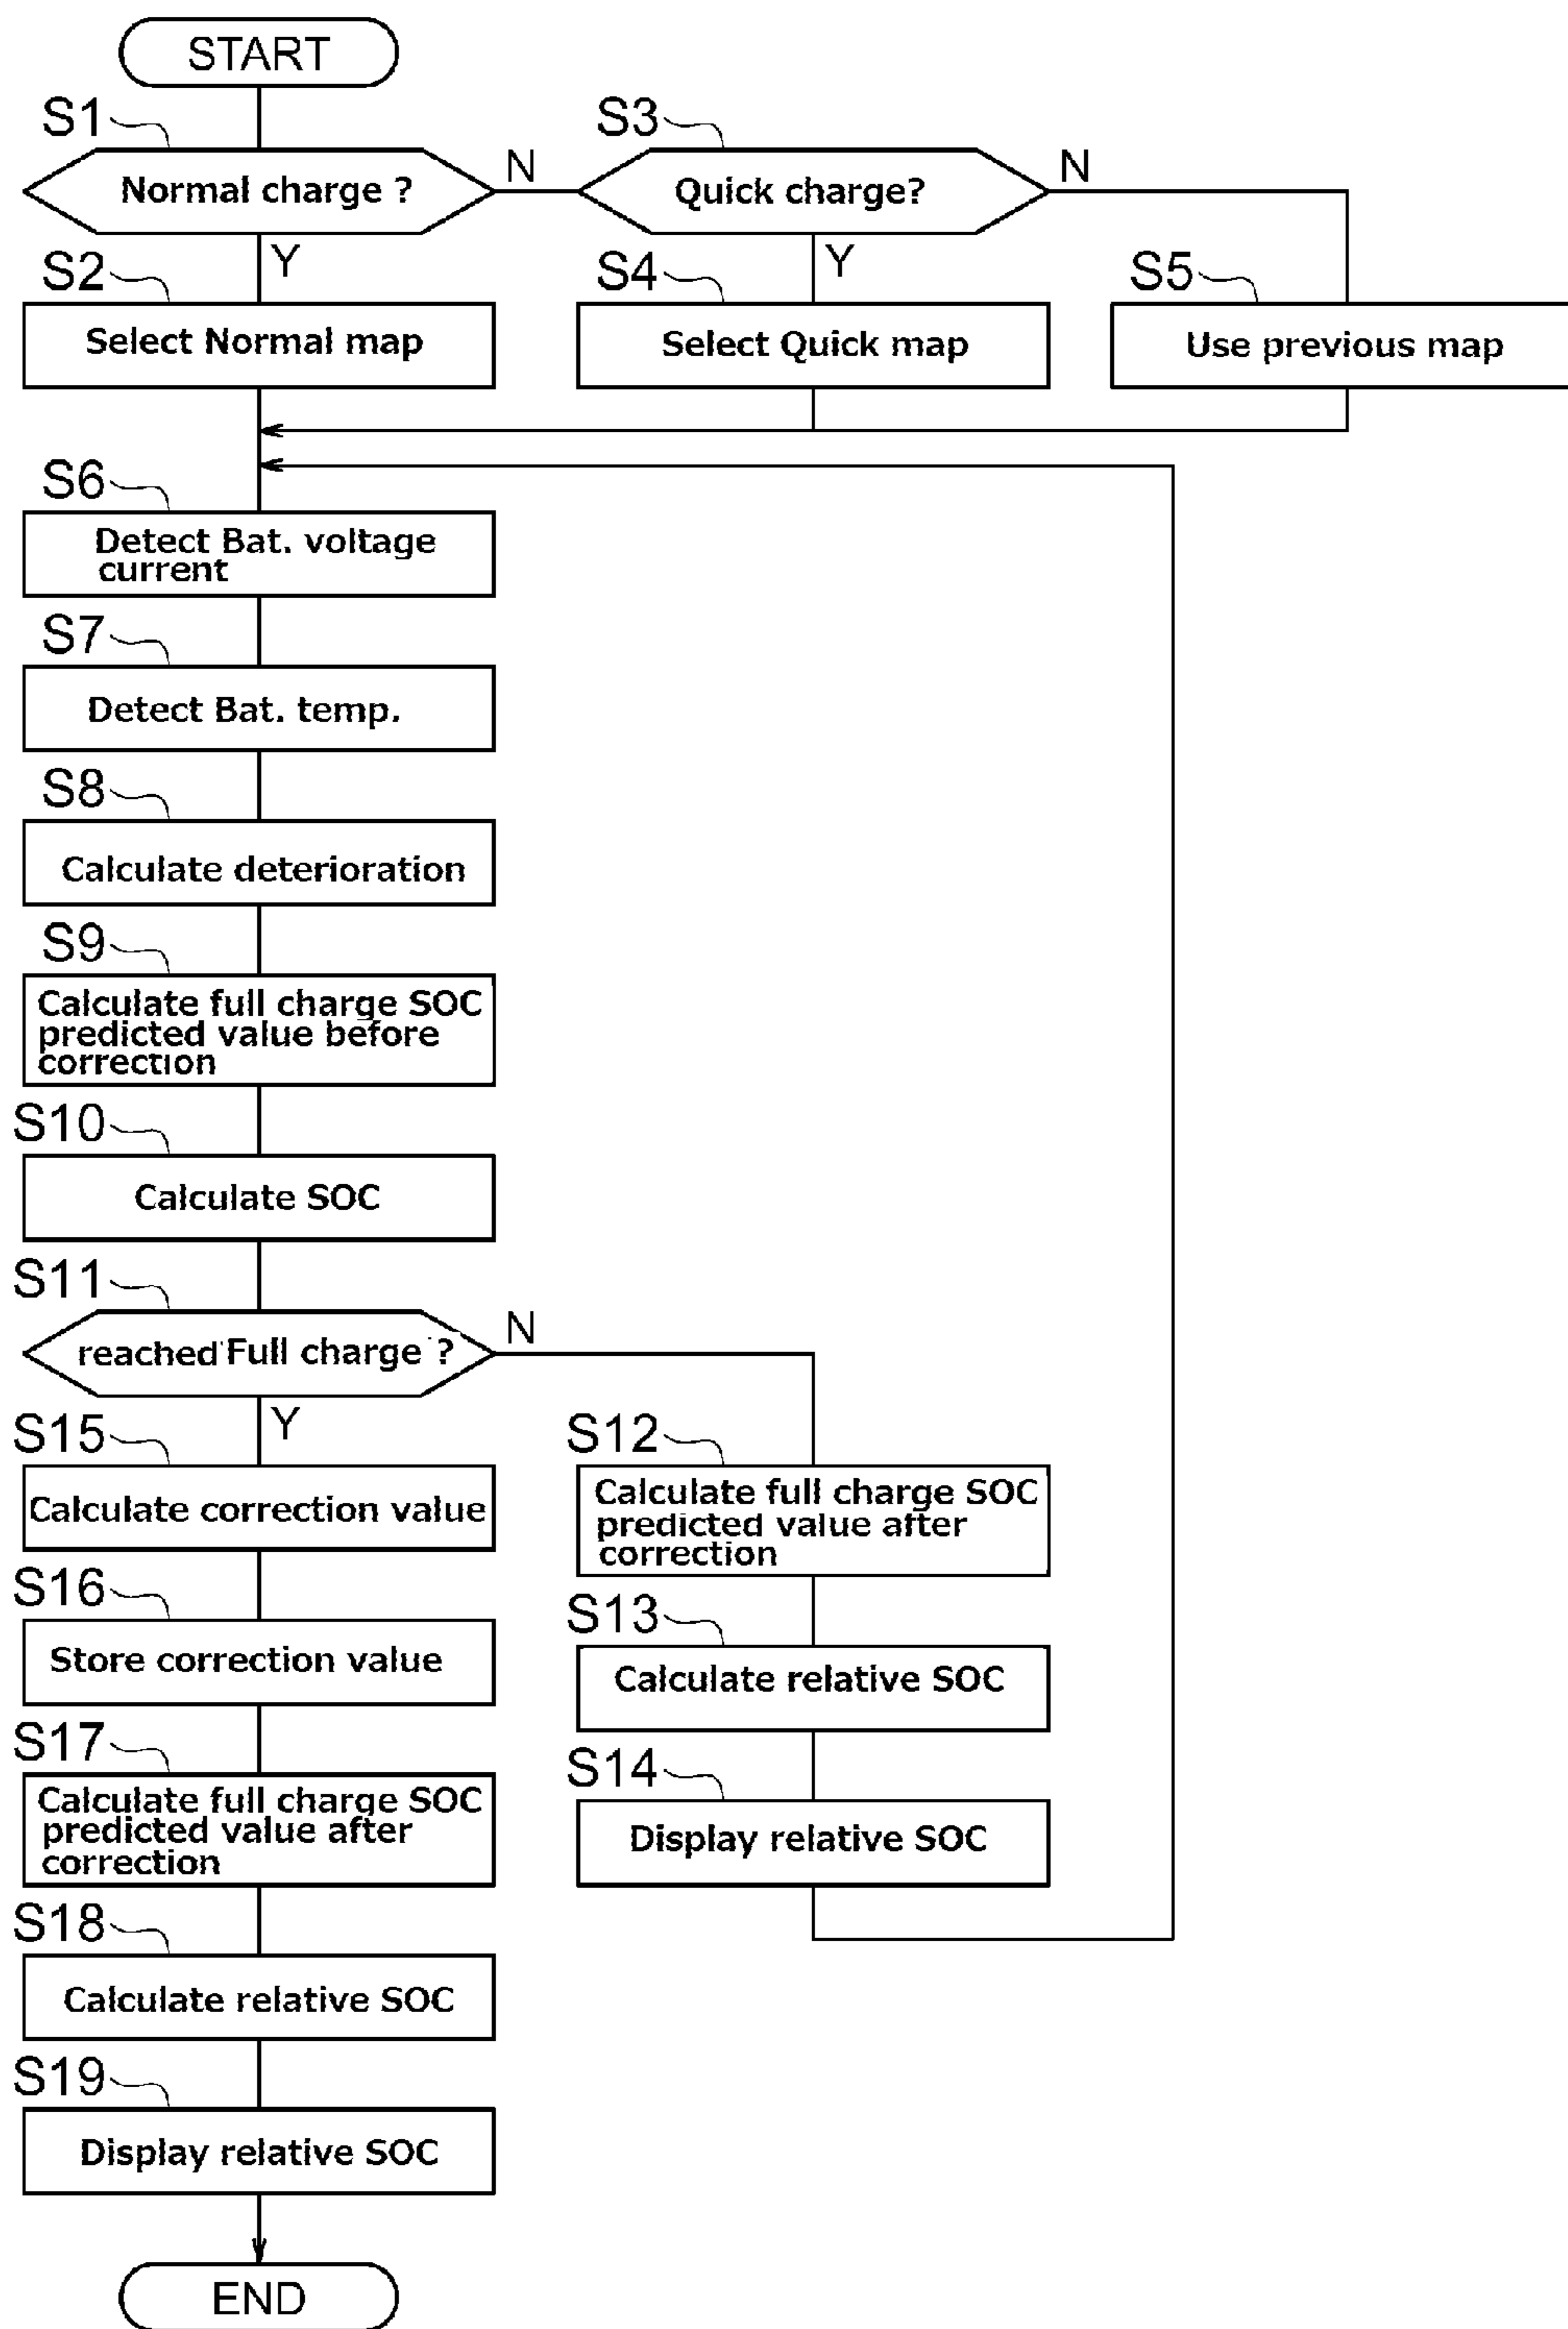 START
S1
Normal charge ?
N
S3
Quick charge?
N
Y
S2
Select Normal map
Y
S4
Select Quick map
S5
Use previous map
S6
Detect Bat. voltage
current
S7
Detect Bat. temp.
S8
Calculate deterioration
S9
Calculate full charge SOC
predicted value before
correction
S10
Calculate SOC
S11
reached Full charge ?
N
Y
S12
Calculate full charge SOC
predicted value after
correction
S13
Calculate relative SOC
S14
Display relative SOC
S15
Calculate correction value
S16
Store correction value
S17
Calculate full charge SOC
predicted value after
correction
S18
Calculate relative SOC
S19
Display relative SOC
END